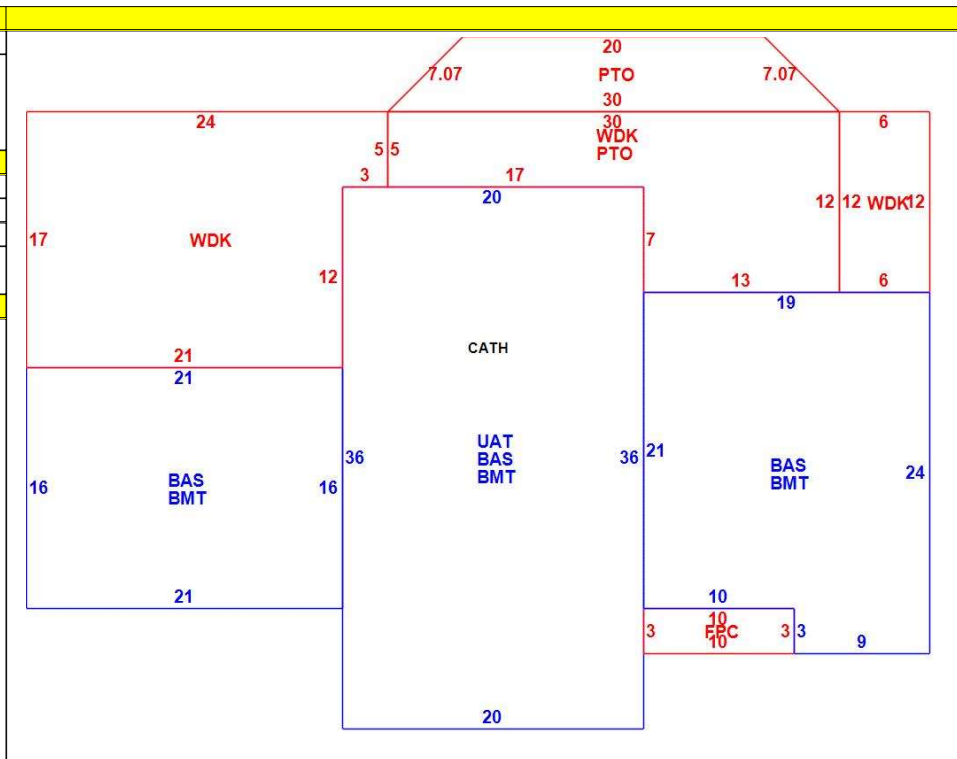 20
7.07 PTO 7.07
30
24 30 6
WDK
5 5 PTO
3 17
20
12 12 WDK 12
17 WDK 7
12
13 6
19
CATH
21
21
UAT
36 BAS 36 21
BMT
BAS 24
BMT
16 BAS 16
BMT
21 10
10
3 FPC 3 3
10 9
20